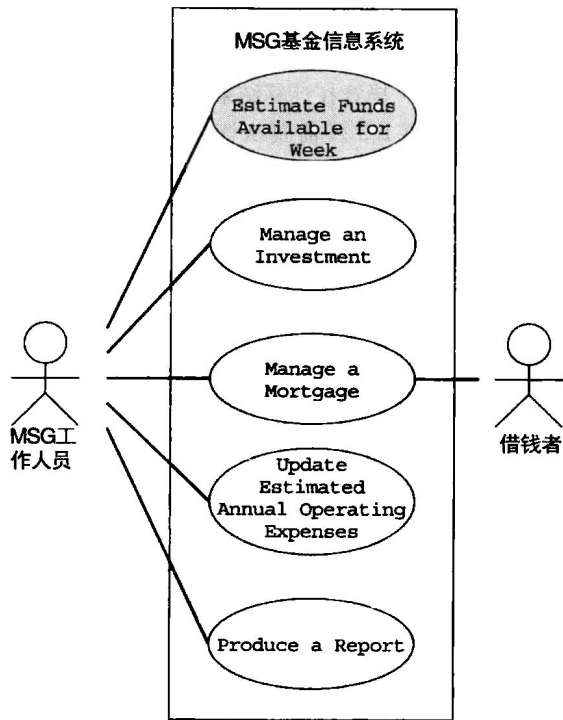 MSG基金信息系统
Estimate Funds
Available for
Week
Manage an
Investment
Manage a
Mortgage
MSG工
作人员
借钱者
Update
Estimated
Annual Operating
Expenses
Produce a Report